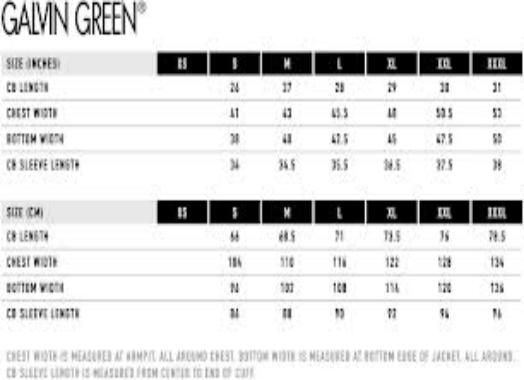 GALVIN GREEN®
SIZE (INCHES) XS S M L XL XXL XXXL
CB LENGTH 26 27 28 29 30 31
CHEST WIDTH 41 43 45.5 48 50.5 53
BOTTOM WIDTH 38 40 42.5 45 47.5 50
CB SLEEVE LENGTH 34 34.5 35.5 36.5 37.5 38
SIZE (CM) XS S M L XL XXL XXXL
CB LENGTH 66 68.5 71 73.5 76 78.5
CHEST WIDTH 104 110 116 122 128 134
BOTTOM WIDTH 96 102 108 114 120 126
CB SLEEVE LENGTH 86 88 90 92 94 96
CHEST WIDTH IS MEASURED AT ARMPIT, ALL AROUND CHEST. BOTTOM WIDTH IS MEASURED AT BOTTOM EDGE OF JACKET, ALL AROUND.
CB SLEEVE LENGTH IS MEASURED FROM CENTER TO END OF CUFF